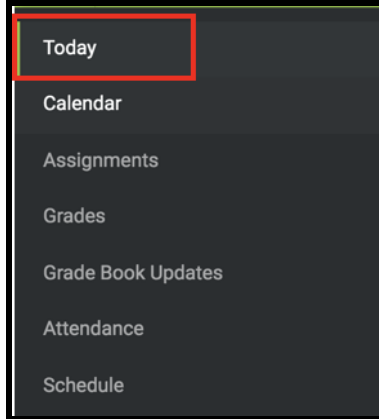 Today
Calendar
Assignments
Grades
Grade Book Updates
Attendance
Schedule